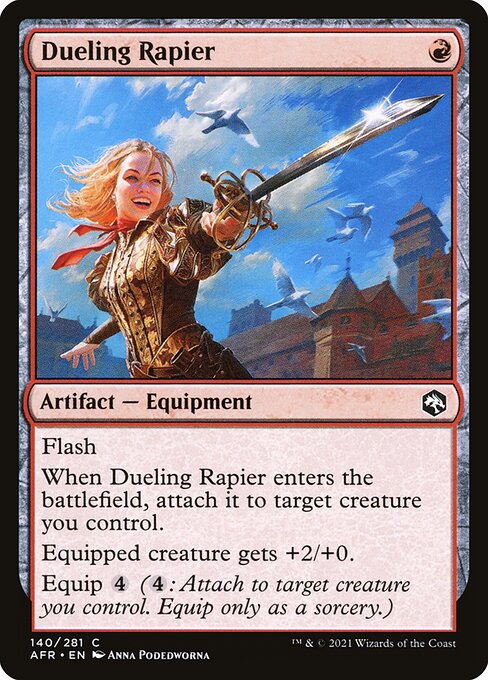 Dueling Rapier
Artifact — Equipment
Flash
When Dueling Rapier enters the
battlefield, attach it to target creature
you control.
Equipped creature gets +2/+0.
Equip 4 (4: Attach to target creature
you control. Equip only as a sorcery.)
140/281 C
™ & © 2021 Wizards of the Coast
AFR • EN Anna Podedworna